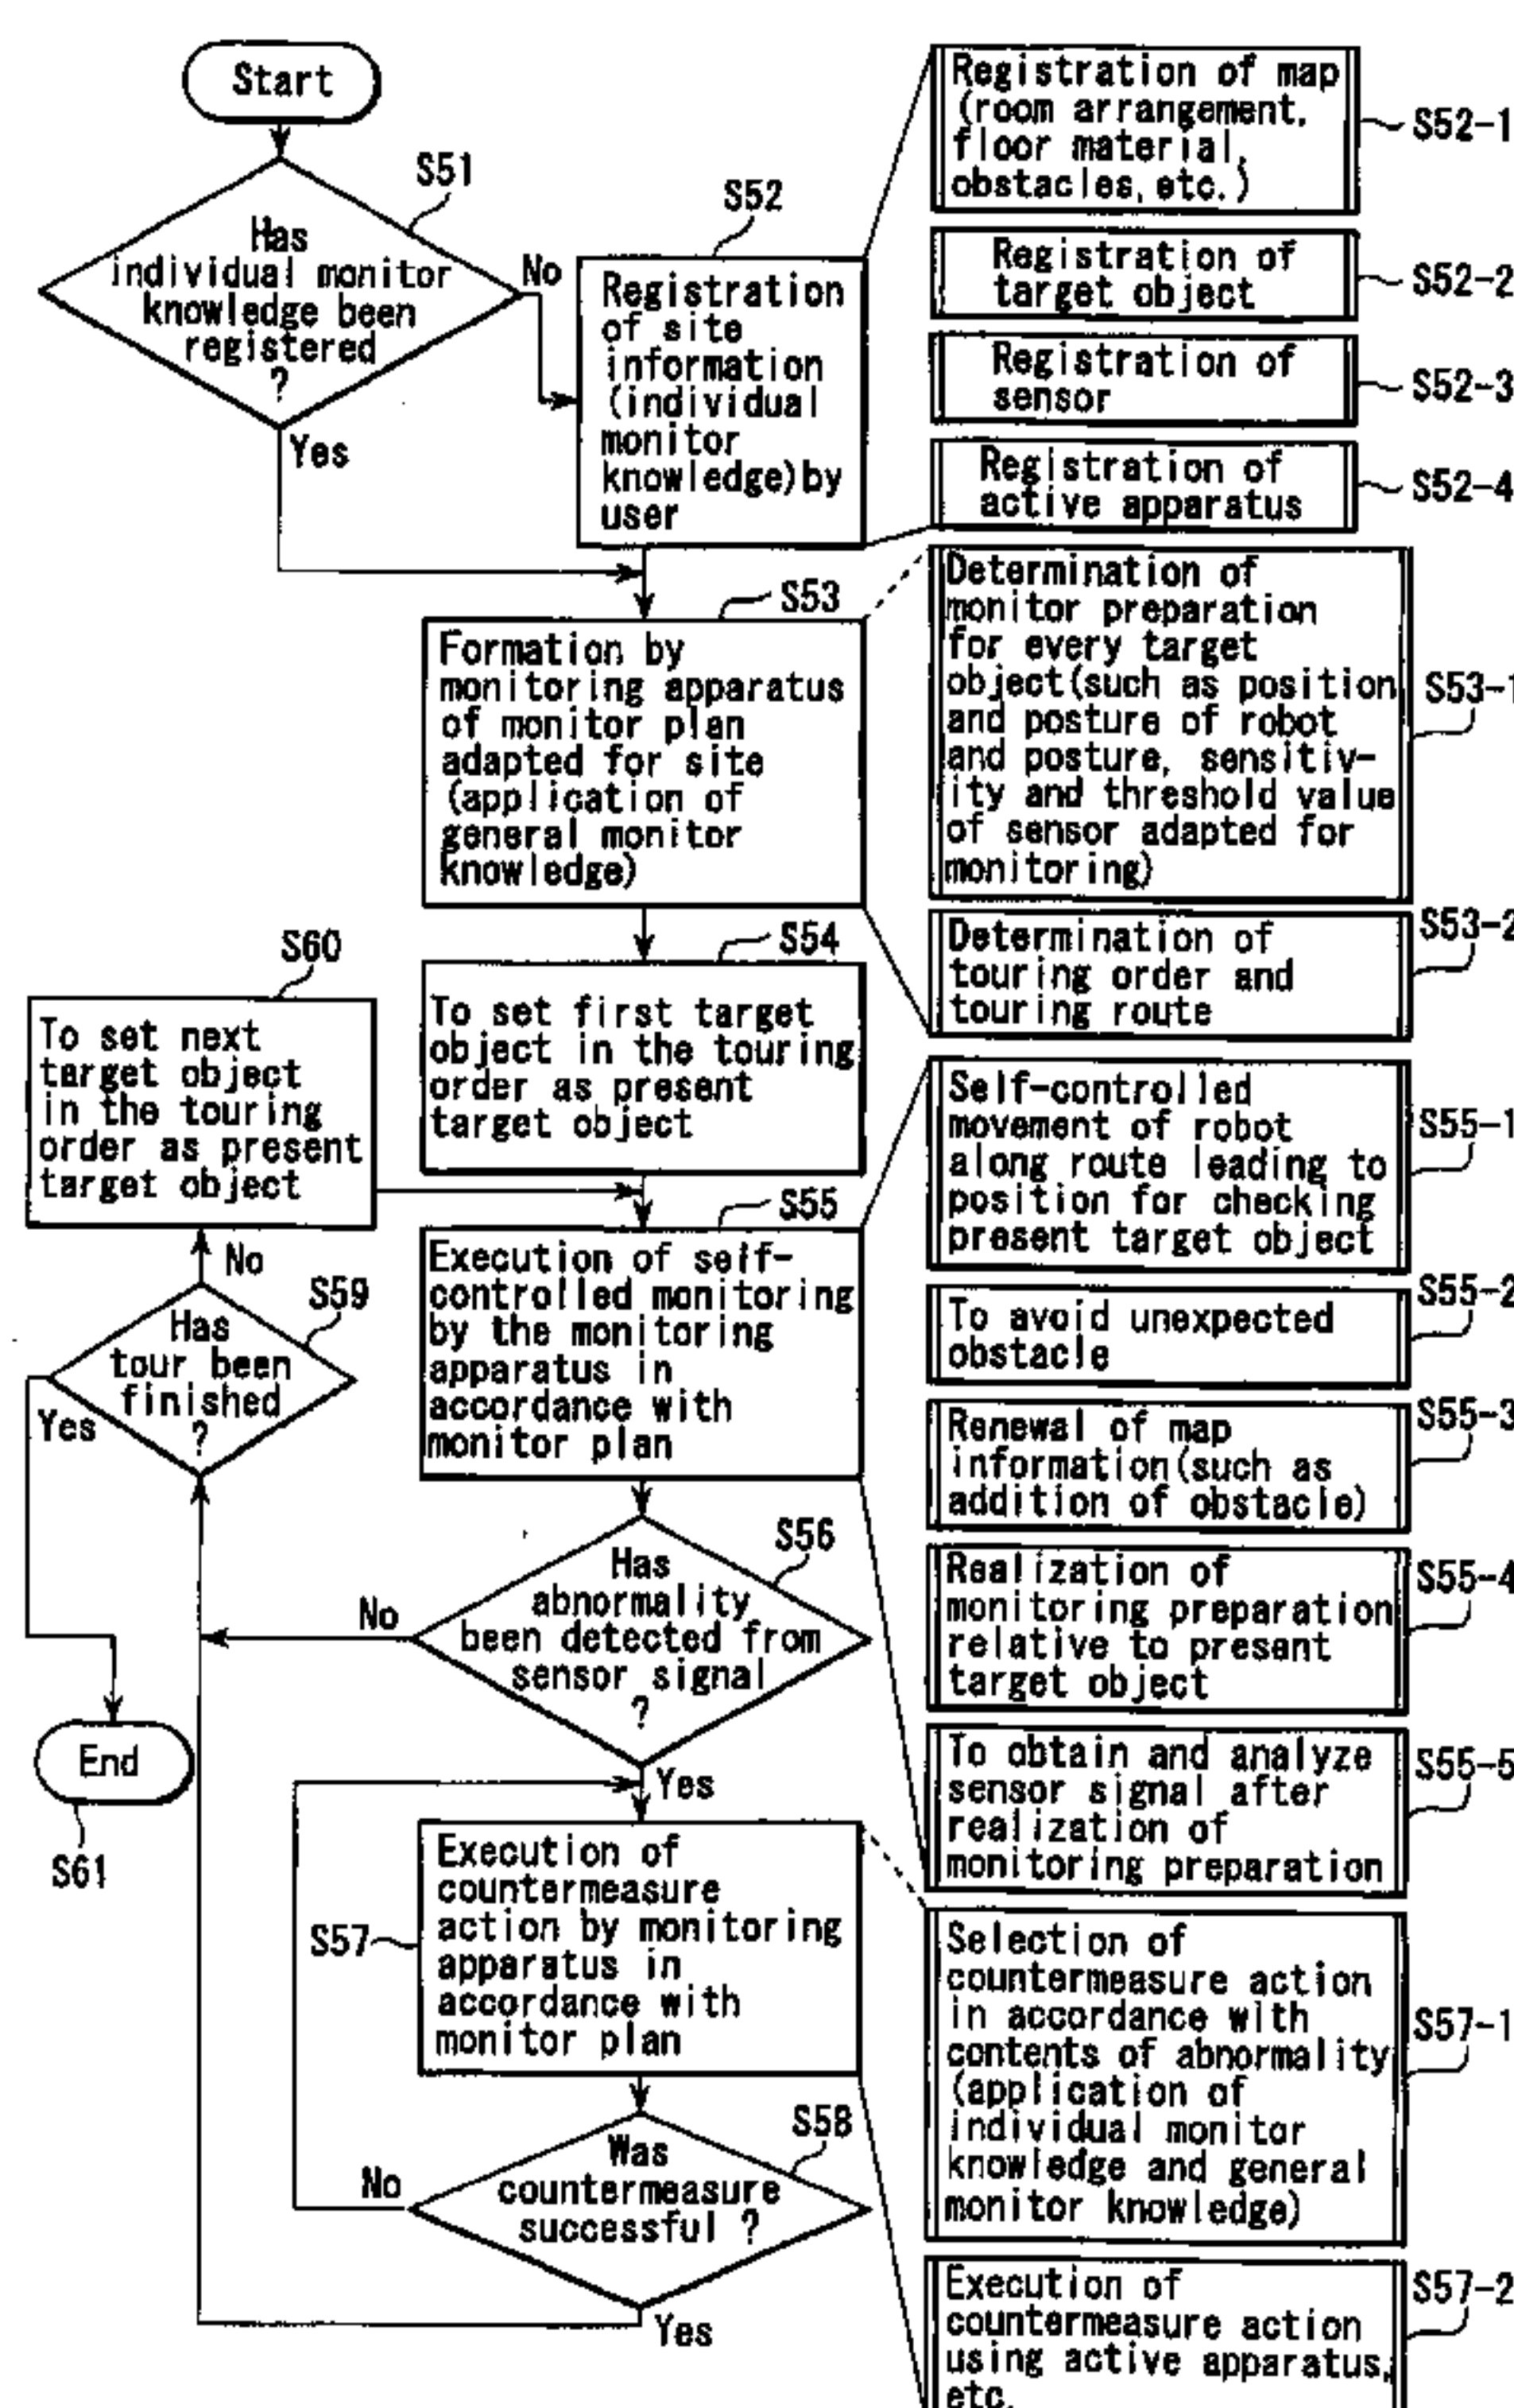 Start
S51
Has
individual monitor
knowledge been
registered
?
No
Yes
S52
Registration
of site
information
(individual
monitor
knowledge)by
user
Registration of map
(room arrangement,
floor material,
obstacles,etc.)
S52-1
Registration of
target object
S52-2
Registration of
sensor
S52-3
Registration of
active apparatus
S52-4
S53
Formation by
monitoring apparatus
of monitor plan
adapted for site
(application of
general monitor
knowledge)
Determination of
monitor preparation
for every target
object(such as position
and posture of robot
and posture, sensitiv-
ity and threshold value
of sensor adapted for
monitoring)
S53-1
Determination of
touring order and
touring route
S53-2
S54
To set first target
object in the touring
order as present
target object
S60
To set next
target object
in the touring
order as present
target object
No
S59
Has
tour been
finished
?
Yes
End
S61
S55
Execution of self-
controlled monitoring
by the monitoring
apparatus in
accordance with
monitor plan
Self-controlled
movement of robot
along route leading to
position for checking
present target object
S55-1
To avoid unexpected
obstacle
S55-2
Renewal of map
information(such as
addition of obstacle)
S55-3
Realization of
monitoring preparation
relative to present
target object
S55-4
To obtain and analyze
sensor signal after
realization of
monitoring preparation
S55-5
S56
Has
abnormality
been detected from
sensor signal
?
No
Yes
S57
Execution of
countermeasure
action by monitoring
apparatus in
accordance with
monitor plan
Selection of
countermeasure action
in accordance with
contents of abnormality
(application of
individual monitor
knowledge and general
monitor knowledge)
S57-1
Execution of
countermeasure action
using active apparatus,
etc.
S57-2
S58
Was
countermeasure
successful ?
No
Yes